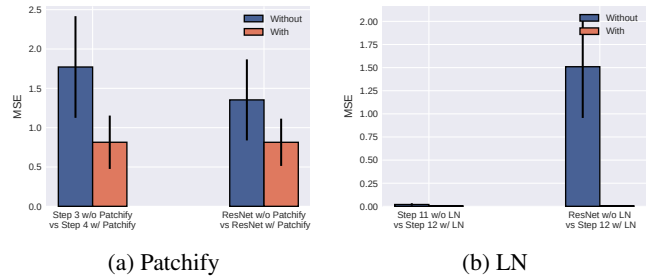 2.5
2.0
1.5
1.0
0.5
0.0
MSE
Without
With
Step 3 w/o Patchify
vs Step 4 w/ Patchify
ResNet w/o Patchify
vs ResNet w/ Patchify
(a) Patchify
2.00
1.75
1.50
1.25
1.00
0.75
0.50
0.25
0.00
MSE
Without
With
Step 11 w/o LN
vs Step 12 w/ LN
ResNet w/o LN
vs Step 12 w/ LN
(b) LN